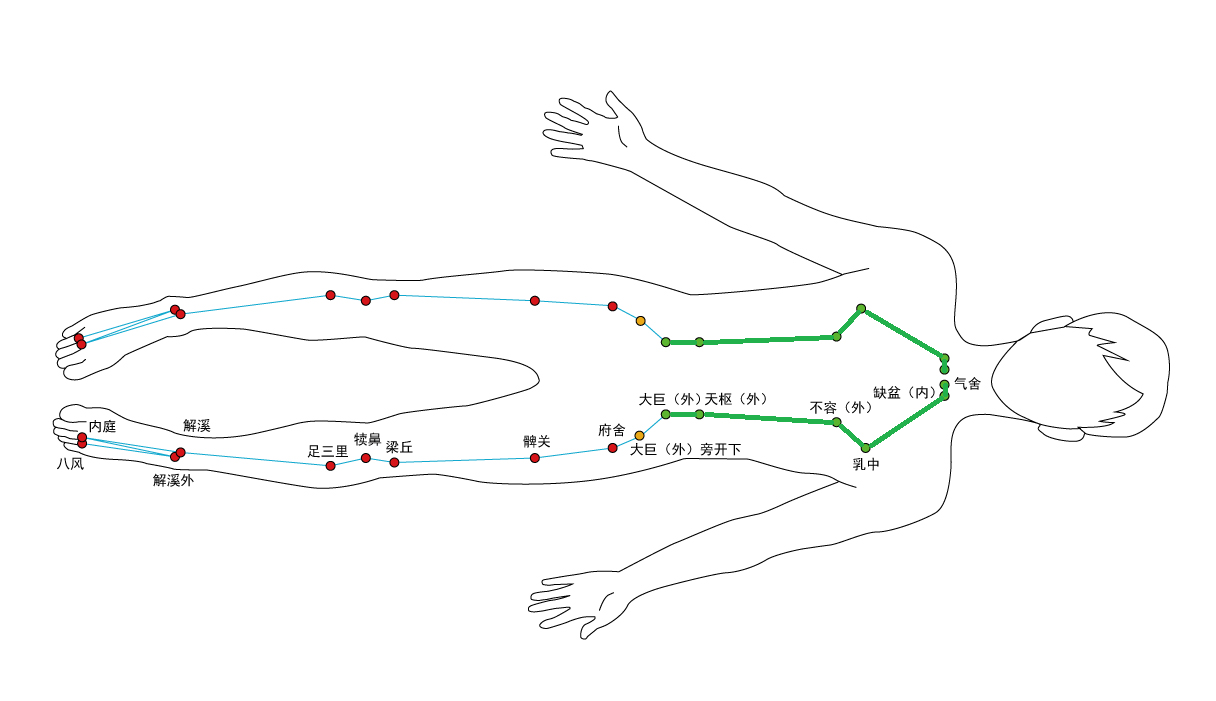 气舍
缺盆（内）
大巨（外）
天枢（外）
不容（外）
乳中
大巨（外）旁开下
府舍
髀关
梁丘
犊鼻
足三里
解溪
解溪外
内庭
八风